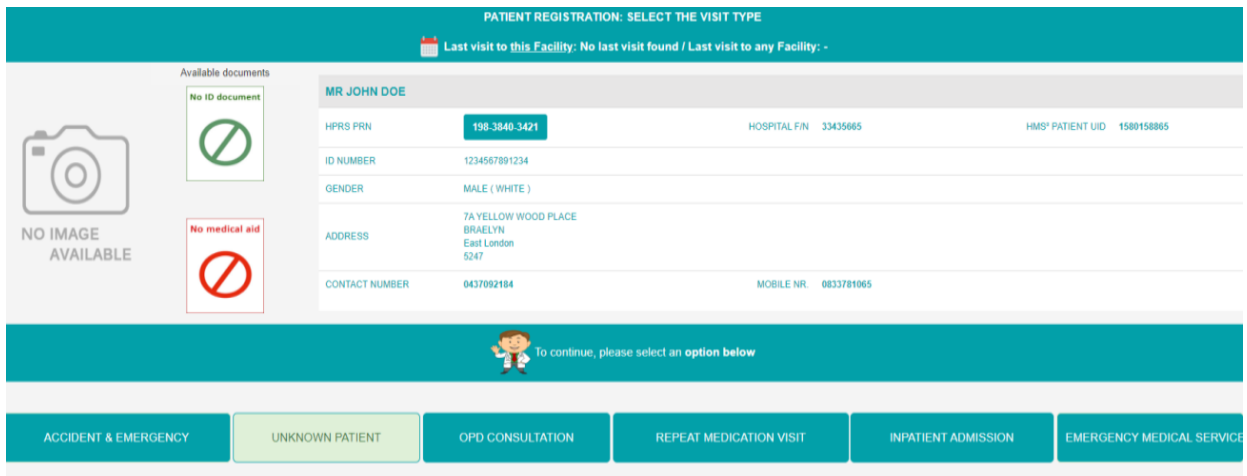 PATIENT REGISTRATION: SELECT THE VISIT TYPE
Last visit to this Facility: No last visit found / Last visit to any Facility: -
Available documents
No ID document
NO IMAGE
AVAILABLE
No medical aid
MR JOHN DOE
HPRS PRN 198-3840-3421 HOSPITAL F/N 33435665 HMS² PATIENT UID 1580158865
ID NUMBER 1234567891234
GENDER MALE ( WHITE )
ADDRESS 7A YELLOW WOOD PLACE
BRAELYN
East London
5247
CONTACT NUMBER 0437092184 MOBILE NR. 0833781065
To continue, please select an option below
ACCIDENT & EMERGENCY UNKNOWN PATIENT OPD CONSULTATION REPEAT MEDICATION VISIT INPATIENT ADMISSION EMERGENCY MEDICAL SERVICE